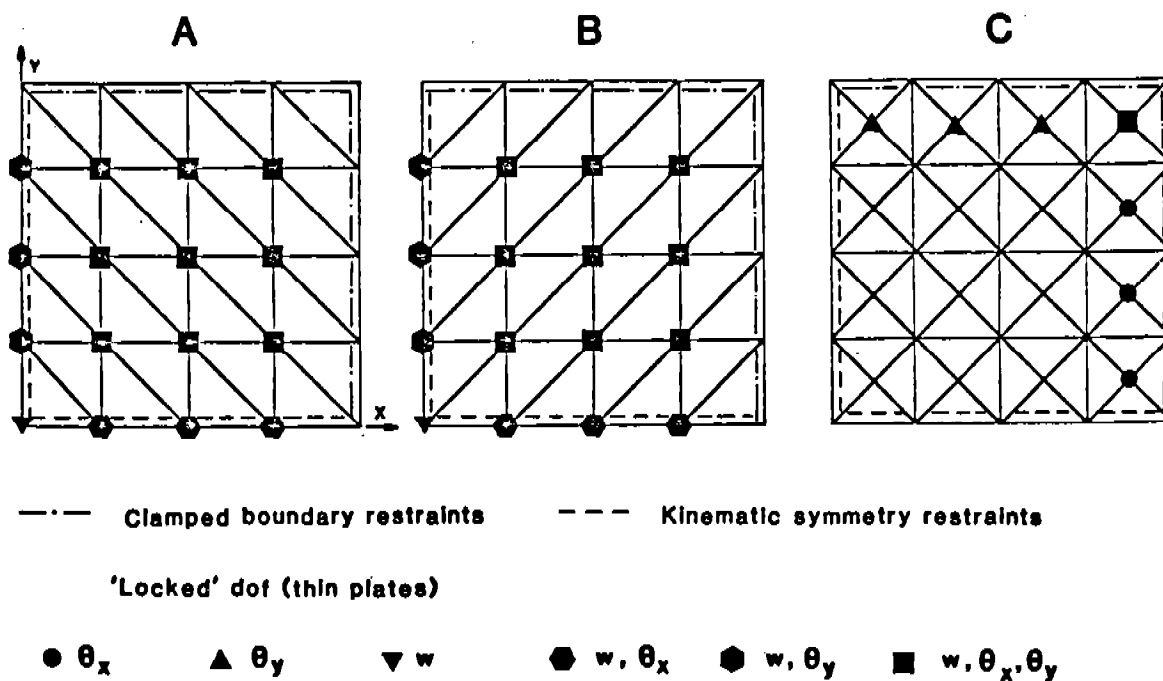 A B C
Y
X
Clamped boundary restraints Kinematic symmetry restraints
'Locked' dof (thin plates)
θx θy w w, θx w, θy w, θx, θy